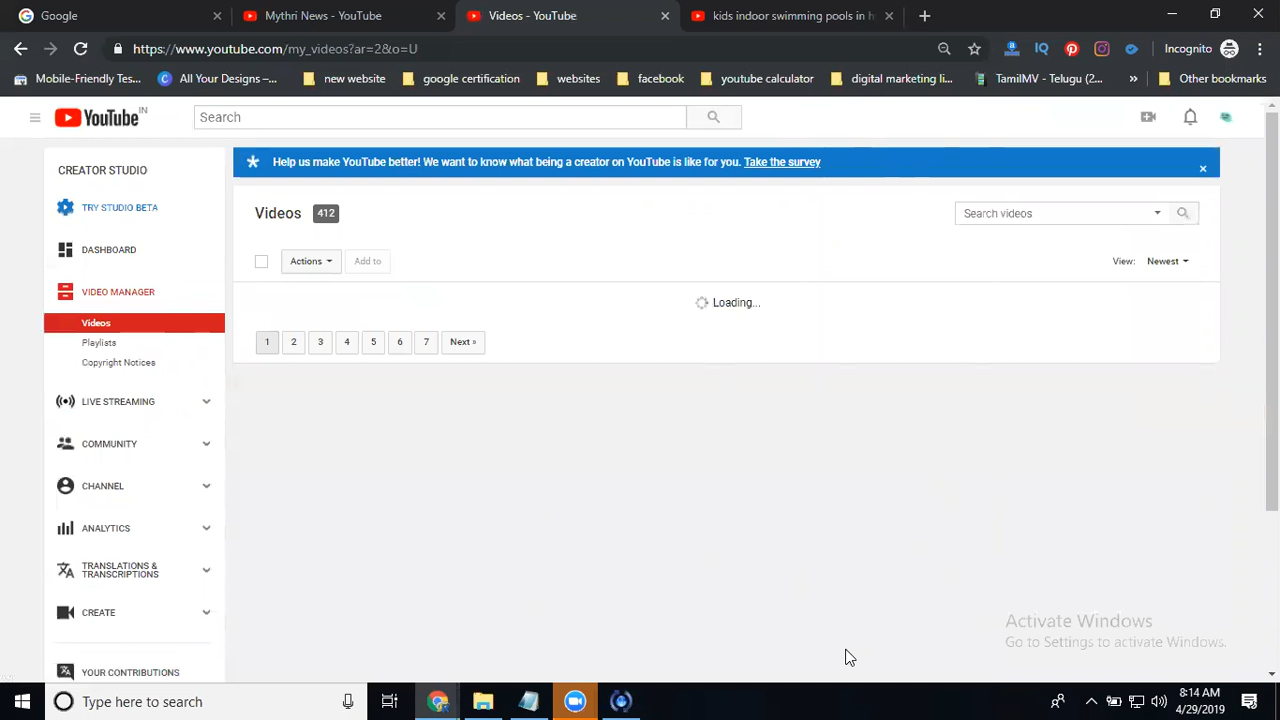 Google
Mythri News - YouTube
Videos - YouTube
kids indoor swimming pools in h
https://www.youtube.com/my_videos?ar=2&o=U
IQ
Incognito
Mobile-Friendly Tes...
All Your Designs –...
new website
google certification
websites
facebook
youtube calculator
digital marketing li...
TamilMV - Telugu (2...
»
Other bookmarks
YouTube IN
Search
CREATOR STUDIO
Help us make YouTube better! We want to know what being a creator on YouTube is like for you. Take the survey
TRY STUDIO BETA
Videos 412
Search videos
DASHBOARD
Actions
Add to
View: Newest
VIDEO MANAGER
Loading...
Videos
Playlists
1 2 3 4 5 6 7 Next »
Copyright Notices
LIVE STREAMING
COMMUNITY
CHANNEL
ANALYTICS
TRANSLATIONS &
TRANSCRIPTIONS
CREATE
YOUR CONTRIBUTIONS
Activate Windows
Go to Settings to activate Windows.
Type here to search
8:14 AM
4/29/2019